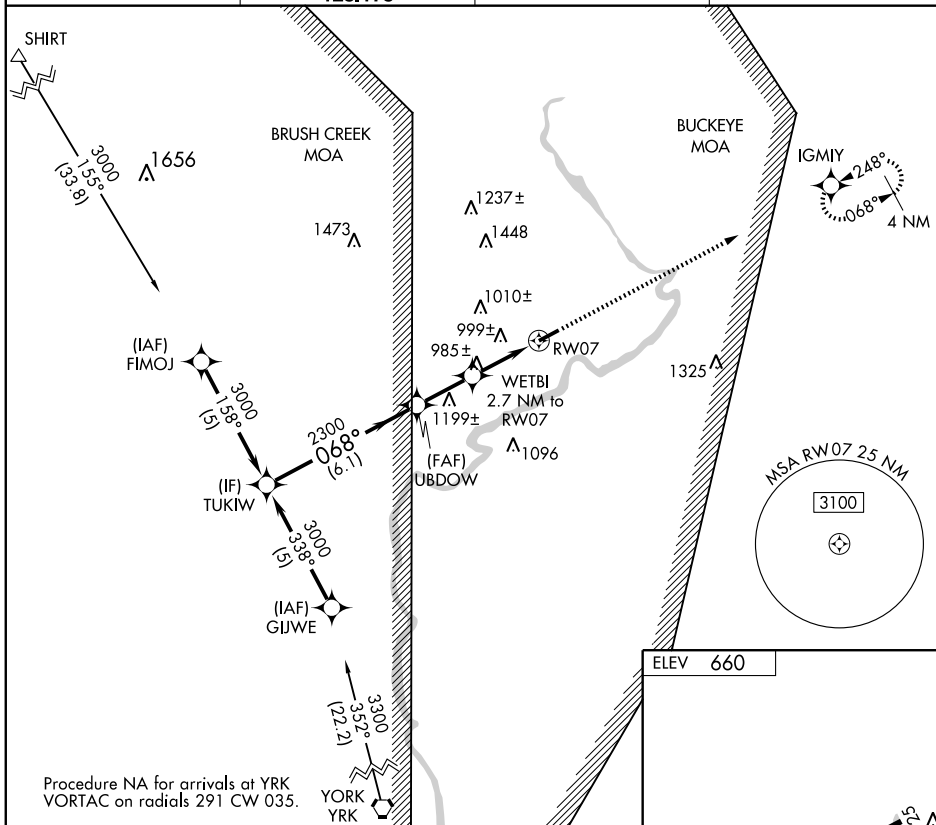 SHIRT
3000
155°
(33.8)
1656
BRUSH CREEK
MOA
BUCKEYE
MOA
IGMIY
248°
068°
4 NM
1237±
1473
1448
1010±
999±
985±
RW07
WETBI
2.7 NM to
RW07
1325
1199±
1096
(IAF)
FIMOJ
3000
158°
(5)
2300
068°
(6.1)
(FAF)
UBDOW
(IF)
TUKIW
3000
338°
(5)
(IAF)
GIJWE
MSA RW07 25 NM
3100
3300
352°
(22.2)
YORK
YRK
Procedure NA for arrivals at YRK
VORTAC on radials 291 CW 035.
ELEV 660